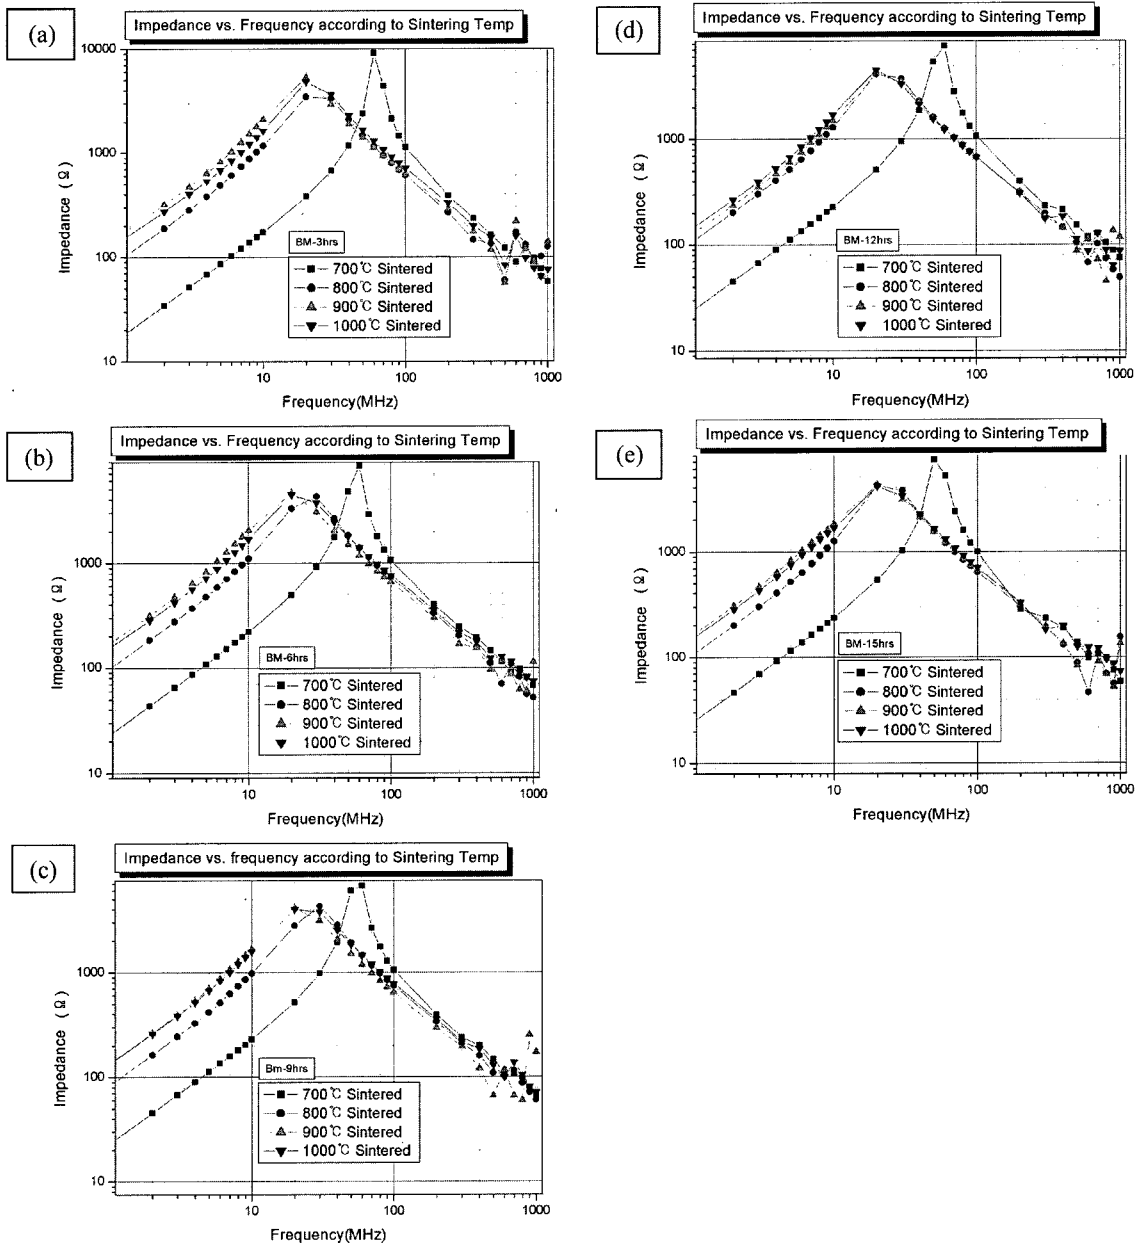 (a)
Impedance vs. Frequency according to Sintering Temp
10000
1000
100
10
Impedance ( Ω )
BM-3hrs
700℃ Sintered
800℃ Sintered
900℃ Sintered
1000℃ Sintered
10
100
1000
Frequency(MHz)
(b)
Impedance vs. Frequency according to Sintering Temp
1000
100
10
Impedance ( Ω )
BM-6hrs
700℃ Sintered
800℃ Sintered
900℃ Sintered
1000℃ Sintered
10
100
1000
Frequency(MHz)
(c)
Impedance vs. frequency according to Sintering Temp
1000
100
10
Impedance ( Ω )
Bm-9hrs
700℃ Sintered
800℃ Sintered
900℃ Sintered
1000℃ Sintered
10
100
1000
Frequency(MHz)
(d)
Impedance vs. Frequency according to Sintering Temp
1000
100
10
Impedance ( Ω )
BM-12hrs
700℃ Sintered
800℃ Sintered
900℃ Sintered
1000℃ Sintered
10
100
1000
Frequency(MHz)
(e)
Impedance vs. Frequency according to Sintering Temp
1000
100
10
Impedance ( Ω )
BM-15hrs
700℃ Sintered
800℃ Sintered
900℃ Sintered
1000℃ Sintered
10
100
1000
Frequency(MHz)